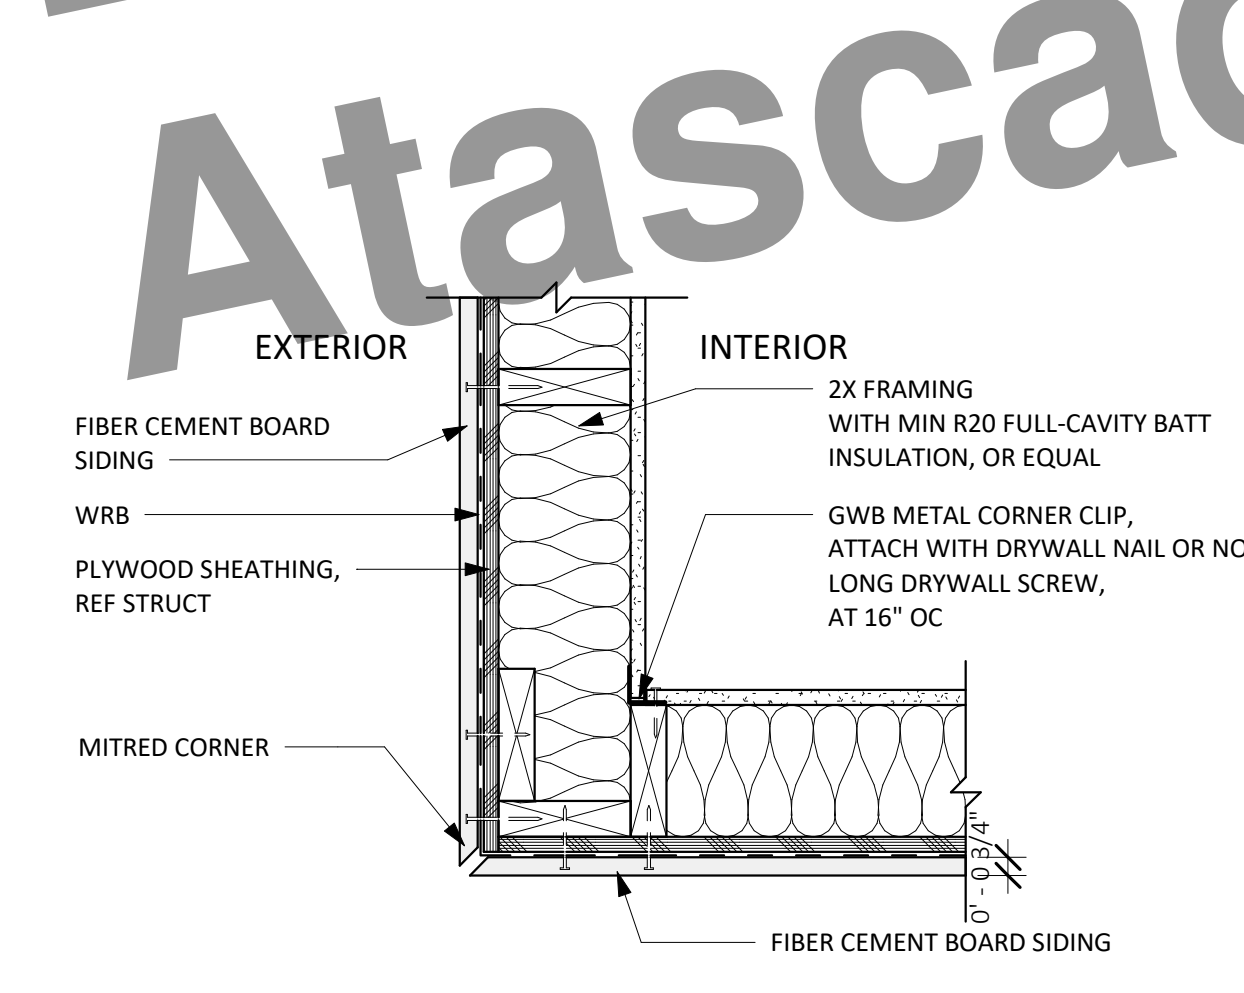 EXTERIOR
INTERIOR
FIBER CEMENT BOARD
SIDING
WRB
PLYWOOD SHEATHING,
REF STRUCT
MITRED CORNER
2X FRAMING
WITH MIN R20 FULL-CAVITY BATT
INSULATION, OR EQUAL
GWB METAL CORNER CLIP,
ATTACH WITH DRYWALL NAIL OR NO
LONG DRYWALL SCREW,
AT 16" OC
0' - 0 3/4"
FIBER CEMENT BOARD SIDING